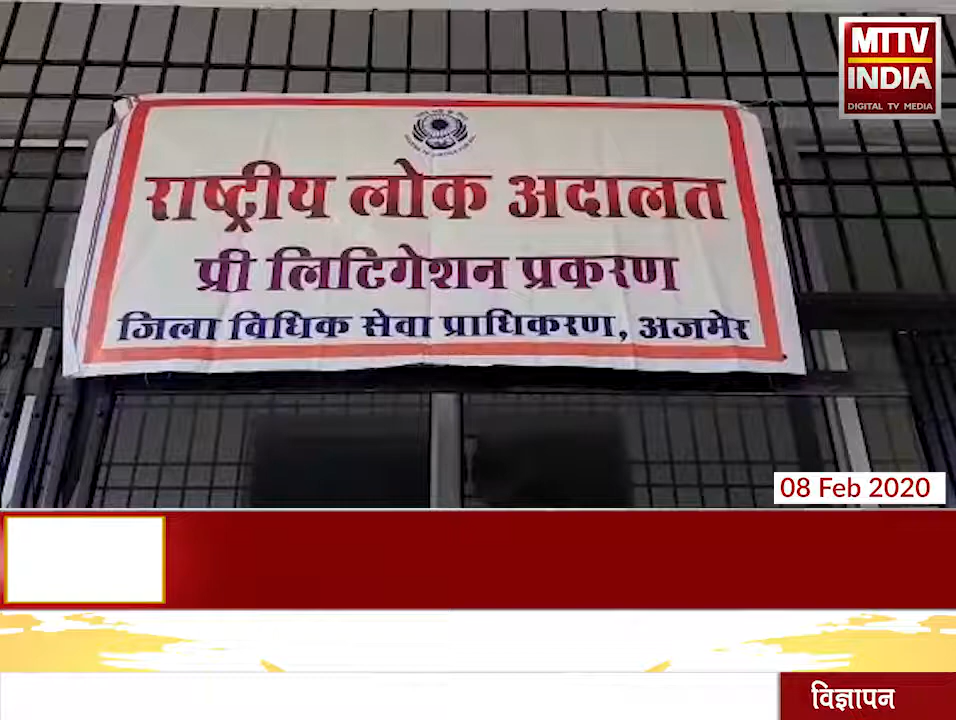 MTTV
INDIA
DIGITAL TV MEDIA
राष्ट्रीय लोक अदालत
प्री लिटिगेशन प्रकरण
जिला विधिक सेवा प्राधिकरण, अजमेर
08 Feb 2020
विज्ञापन